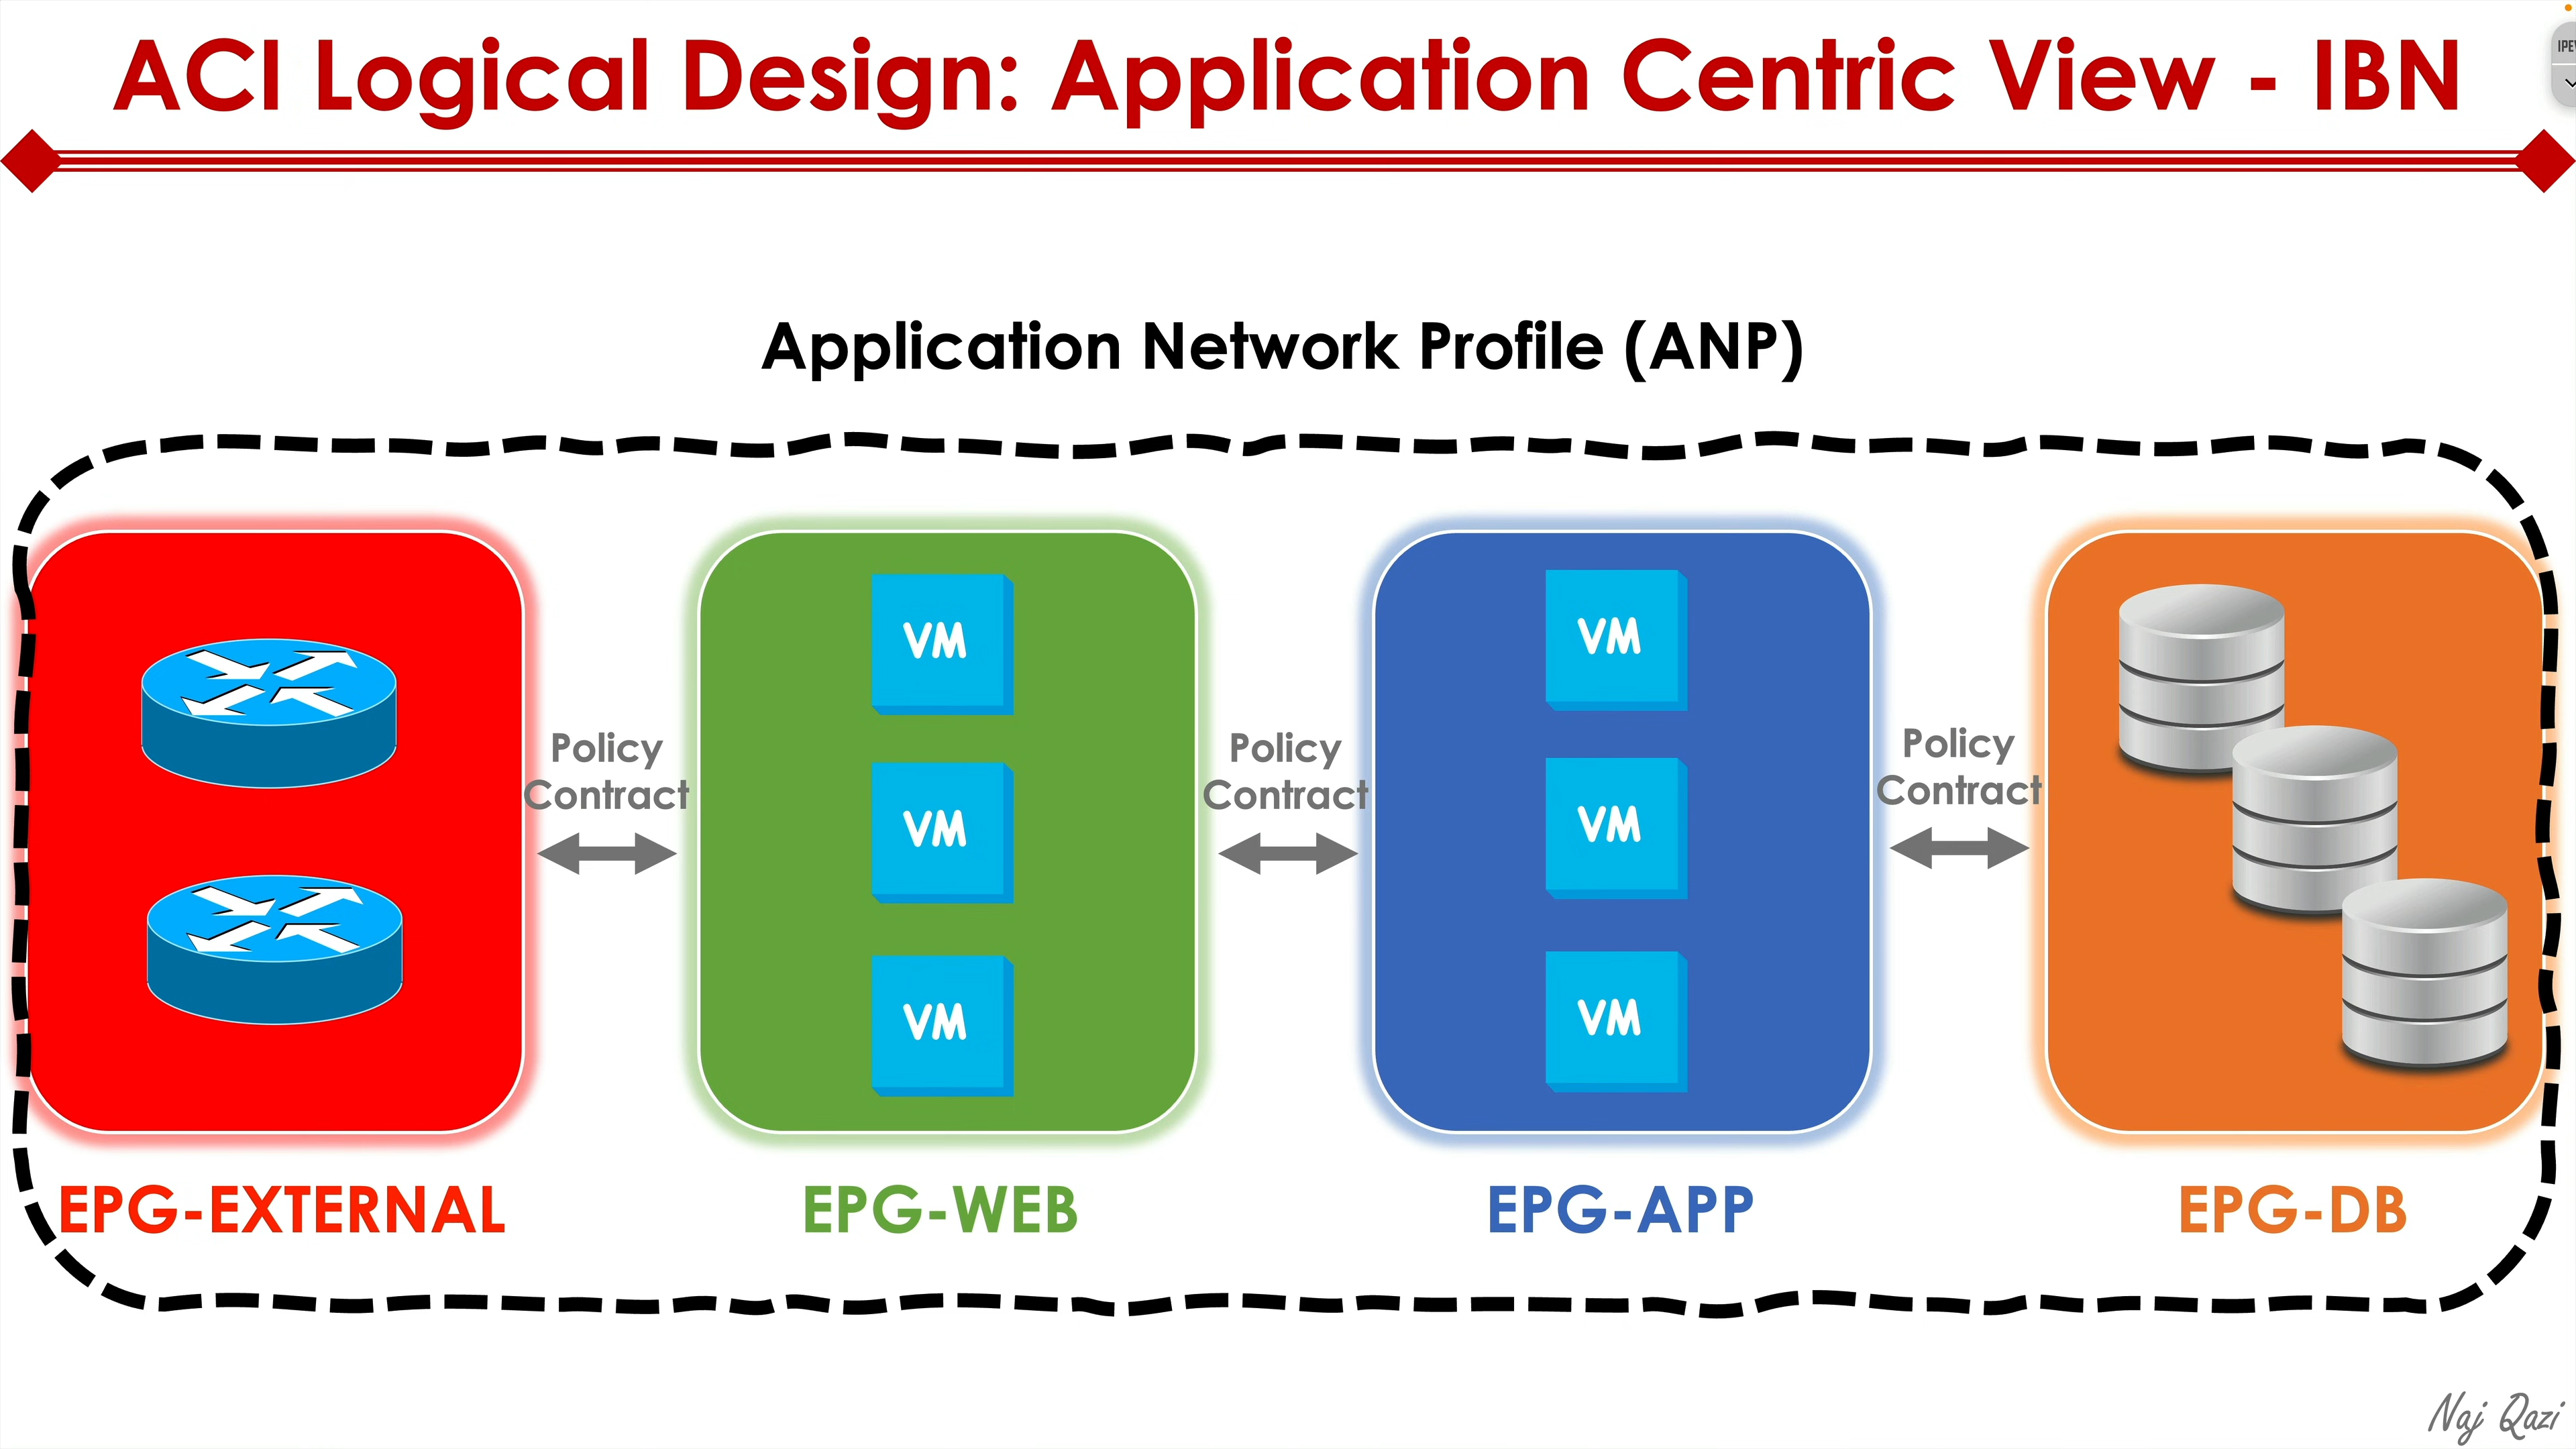 ACI Logical Design: Application Centric View - IBN
Application Network Profile (ANP)
VM
VM
VM
VM
VM
VM
Policy
Contract
Policy
Contract
Policy
Contract
EPG-EXTERNAL
EPG-WEB
EPG-APP
EPG-DB
Naj Qazi